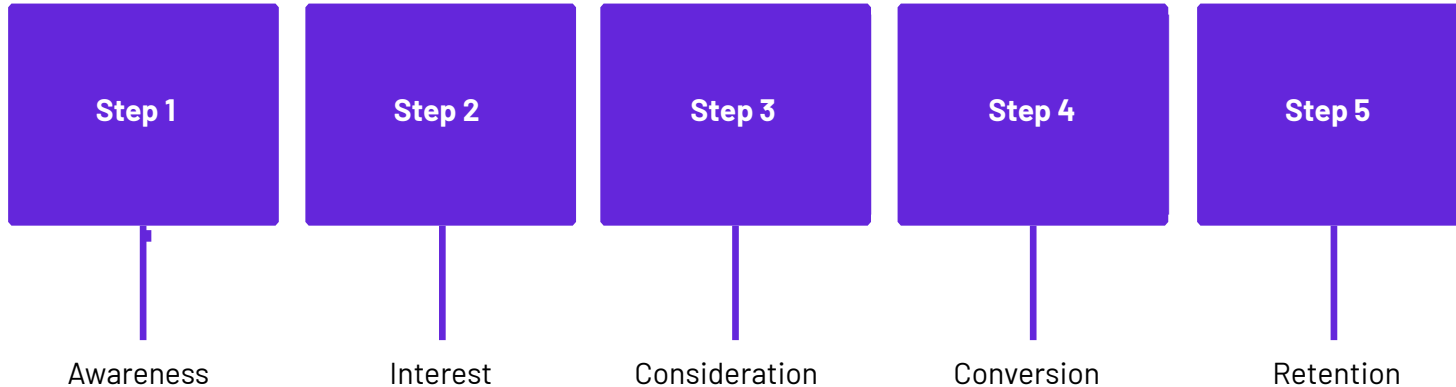 Step 1
Step 2
Step 3
Step 4
Step 5
Awareness
Interest
Consideration
Conversion
Retention